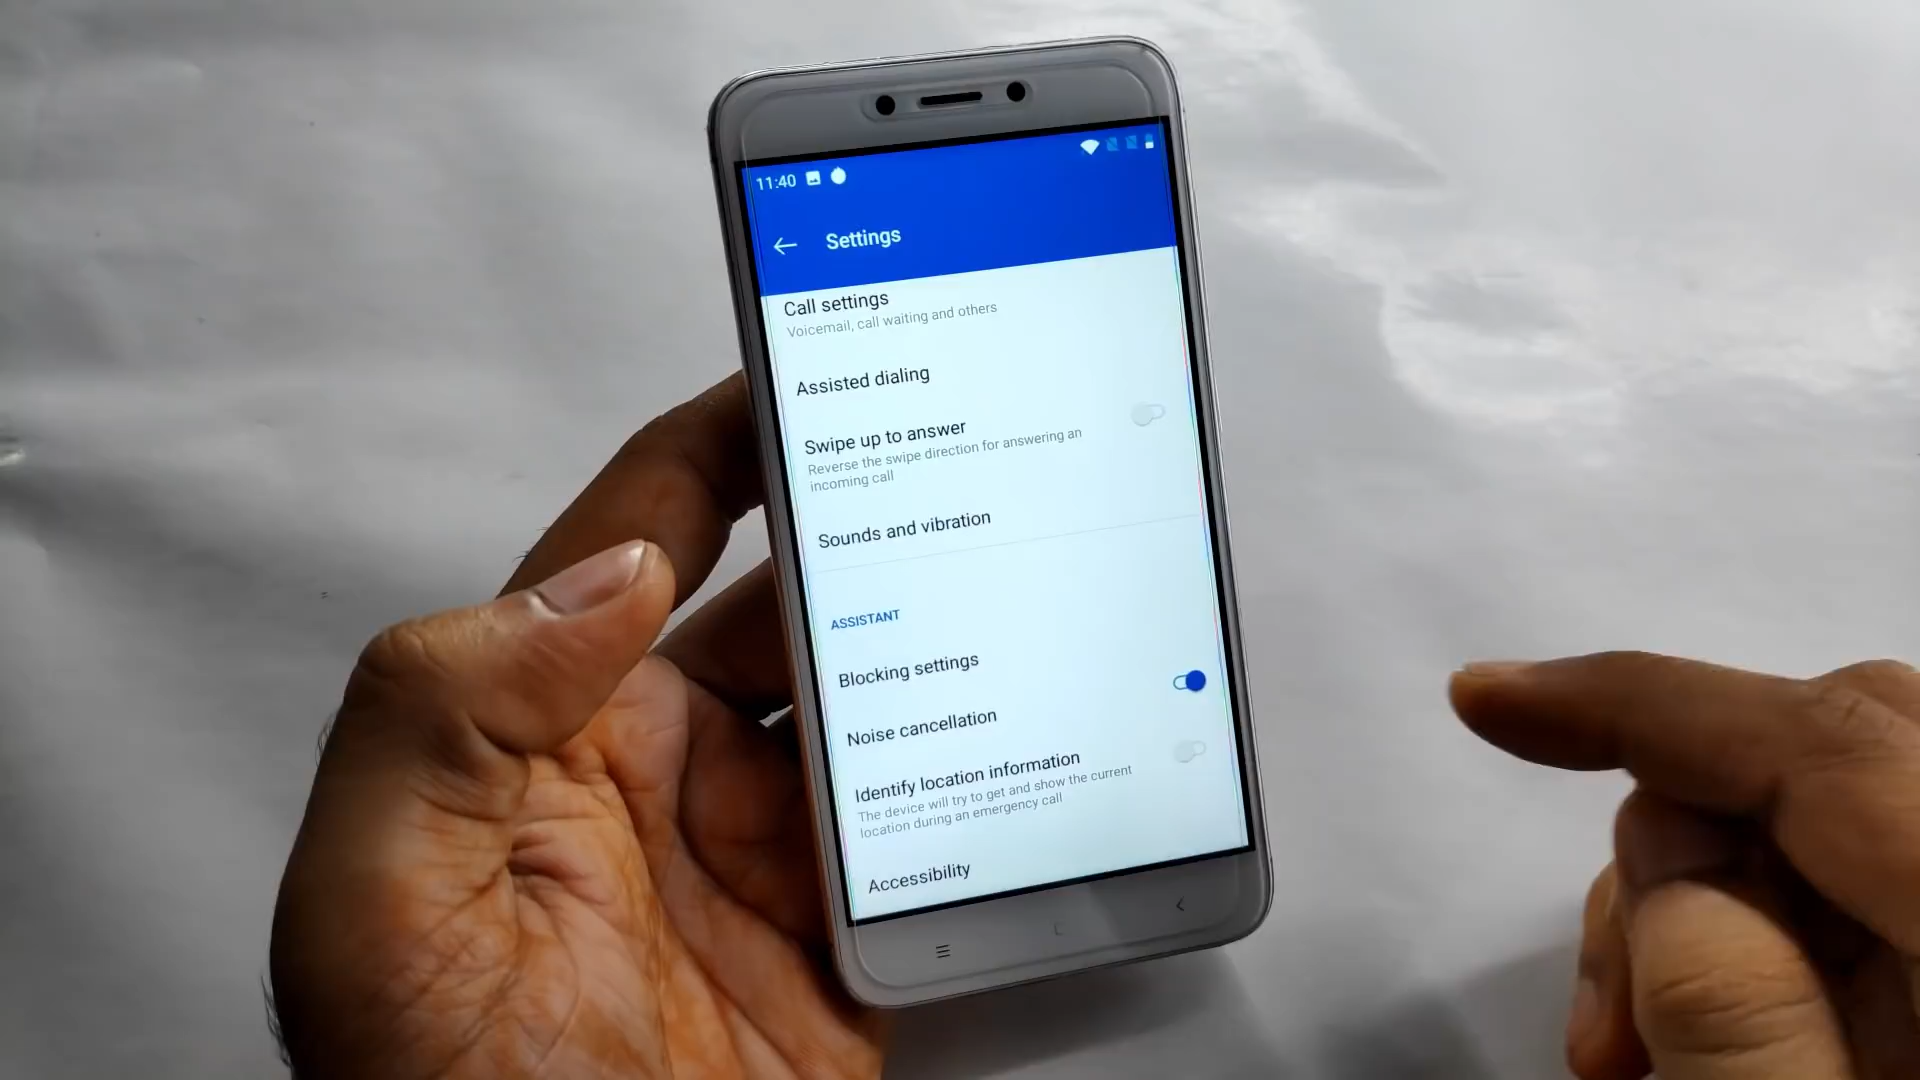 11:40
Settings
Call settings
Voicemail, call waiting and others
Assisted dialing
Swipe up to answer
Reverse the swipe direction for answering an
incoming call
Sounds and vibration
ASSISTANT
Blocking settings
Noise cancellation
Identify location information
The device will try to get and show the current
location during an emergency call
Accessibility